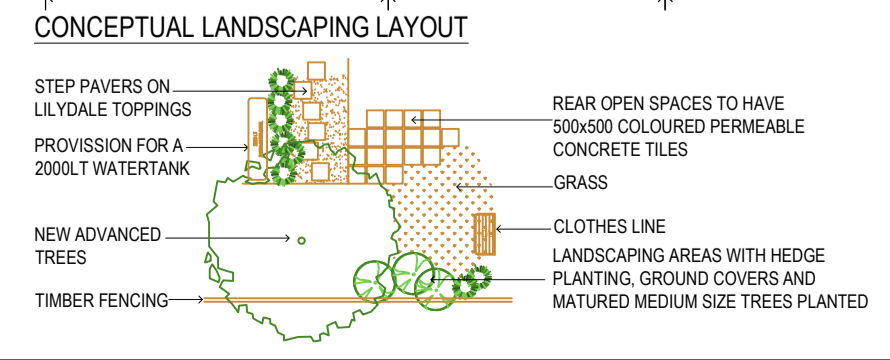 CONCEPTUAL LANDSCAPING LAYOUT
STEP PAVERS ON
LILYDALE TOPPINGS
PROVISSION FOR A
2000LT WATERTANK
NEW ADVANCED
TREES
TIMBER FENCING
REAR OPEN SPACES TO HAVE
500x500 COLOURED PERMEABLE
CONCRETE TILES
GRASS
CLOTHES LINE
LANDSCAPING AREAS WITH HEDGE
PLANTING, GROUND COVERS AND
MATURED MEDIUM SIZE TREES PLANTED